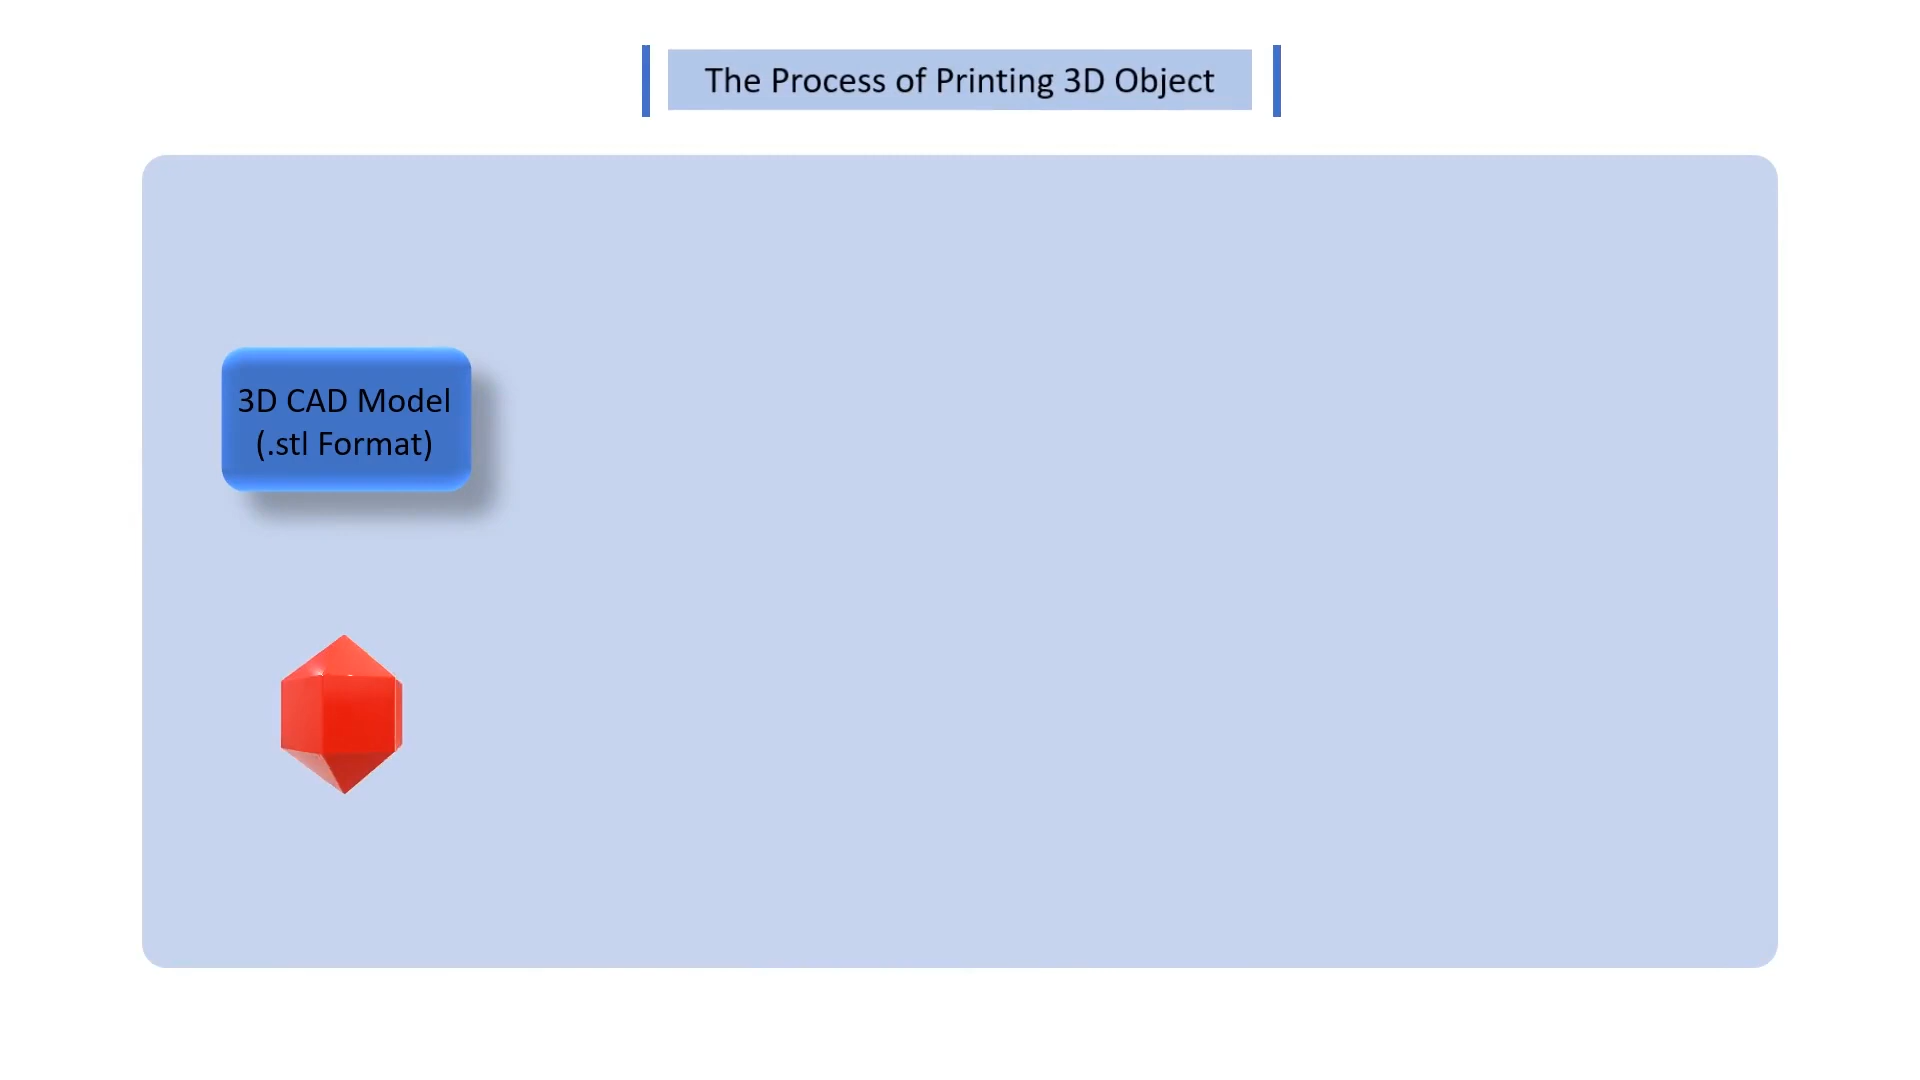 The Process of Printing 3D Object
3D CAD Model
(.stl Format)